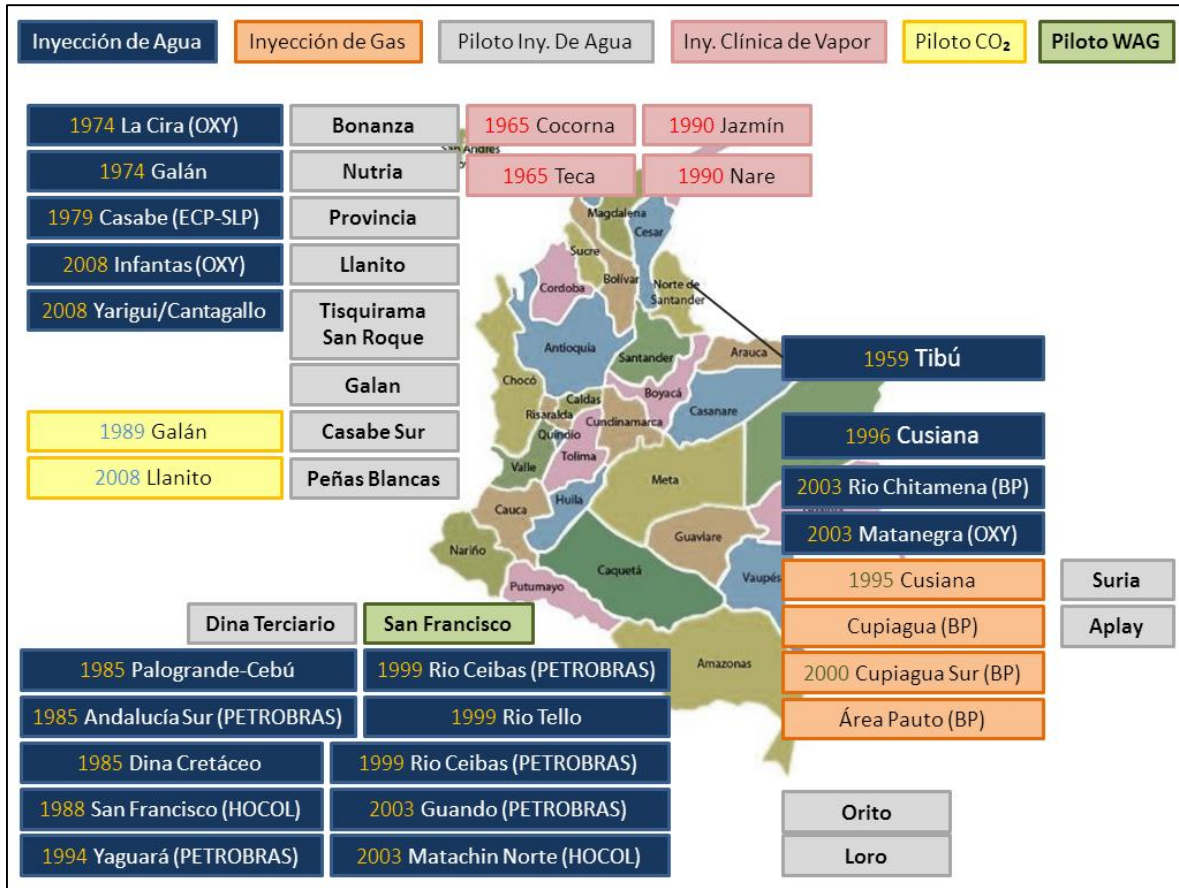 Inyección de Agua
Inyección de Gas
Piloto Iny. De Agua
Iny. Clínica de Vapor
Piloto CO₂
Piloto WAG
1974 La Cira (OXY)
Bonanza
1965 Cocorna
1990 Jazmín
San Andres
1974 Galán
Nutria
1965 Teca
1990 Nare
1979 Casabe (ECP-SLP)
Provincia
Magdalena
Cesar
2008 Infantas (OXY)
Llanito
Sucre
Bolívar
Cordoba
Norte de
Santander
2008 Yarigui/Cantagallo
Tisquirama
San Roque
Antioquia
Santander
Arauca
1959 Tibú
Galan
Chocó
Caldas
Boyacá
Casanare
1989 Galán
Casabe Sur
Risaralda
Cundinamarca
Quindio
1996 Cusiana
2008 Llanito
Peñas Blancas
Valle
Tolima
Meta
2003 Rio Chitamena (BP)
Cauca
Huila
Guaviare
2003 Matanegra (OXY)
Nariño
Caquetá
Vaupés
1995 Cusiana
Suria
Putumayo
Dina Terciario
San Francisco
Cupiagua (BP)
Aplay
1985 Palogrande-Cebú
1999 Rio Ceibas (PETROBRAS)
Amazonas
2000 Cupiagua Sur (BP)
1985 Andalucía Sur (PETROBRAS)
1999 Rio Tello
Área Pauto (BP)
1985 Dina Cretáceo
1999 Rio Ceibas (PETROBRAS)
1988 San Francisco (HOCOL)
2003 Guando (PETROBRAS)
Orito
1994 Yaguará (PETROBRAS)
2003 Matachin Norte (HOCOL)
Loro